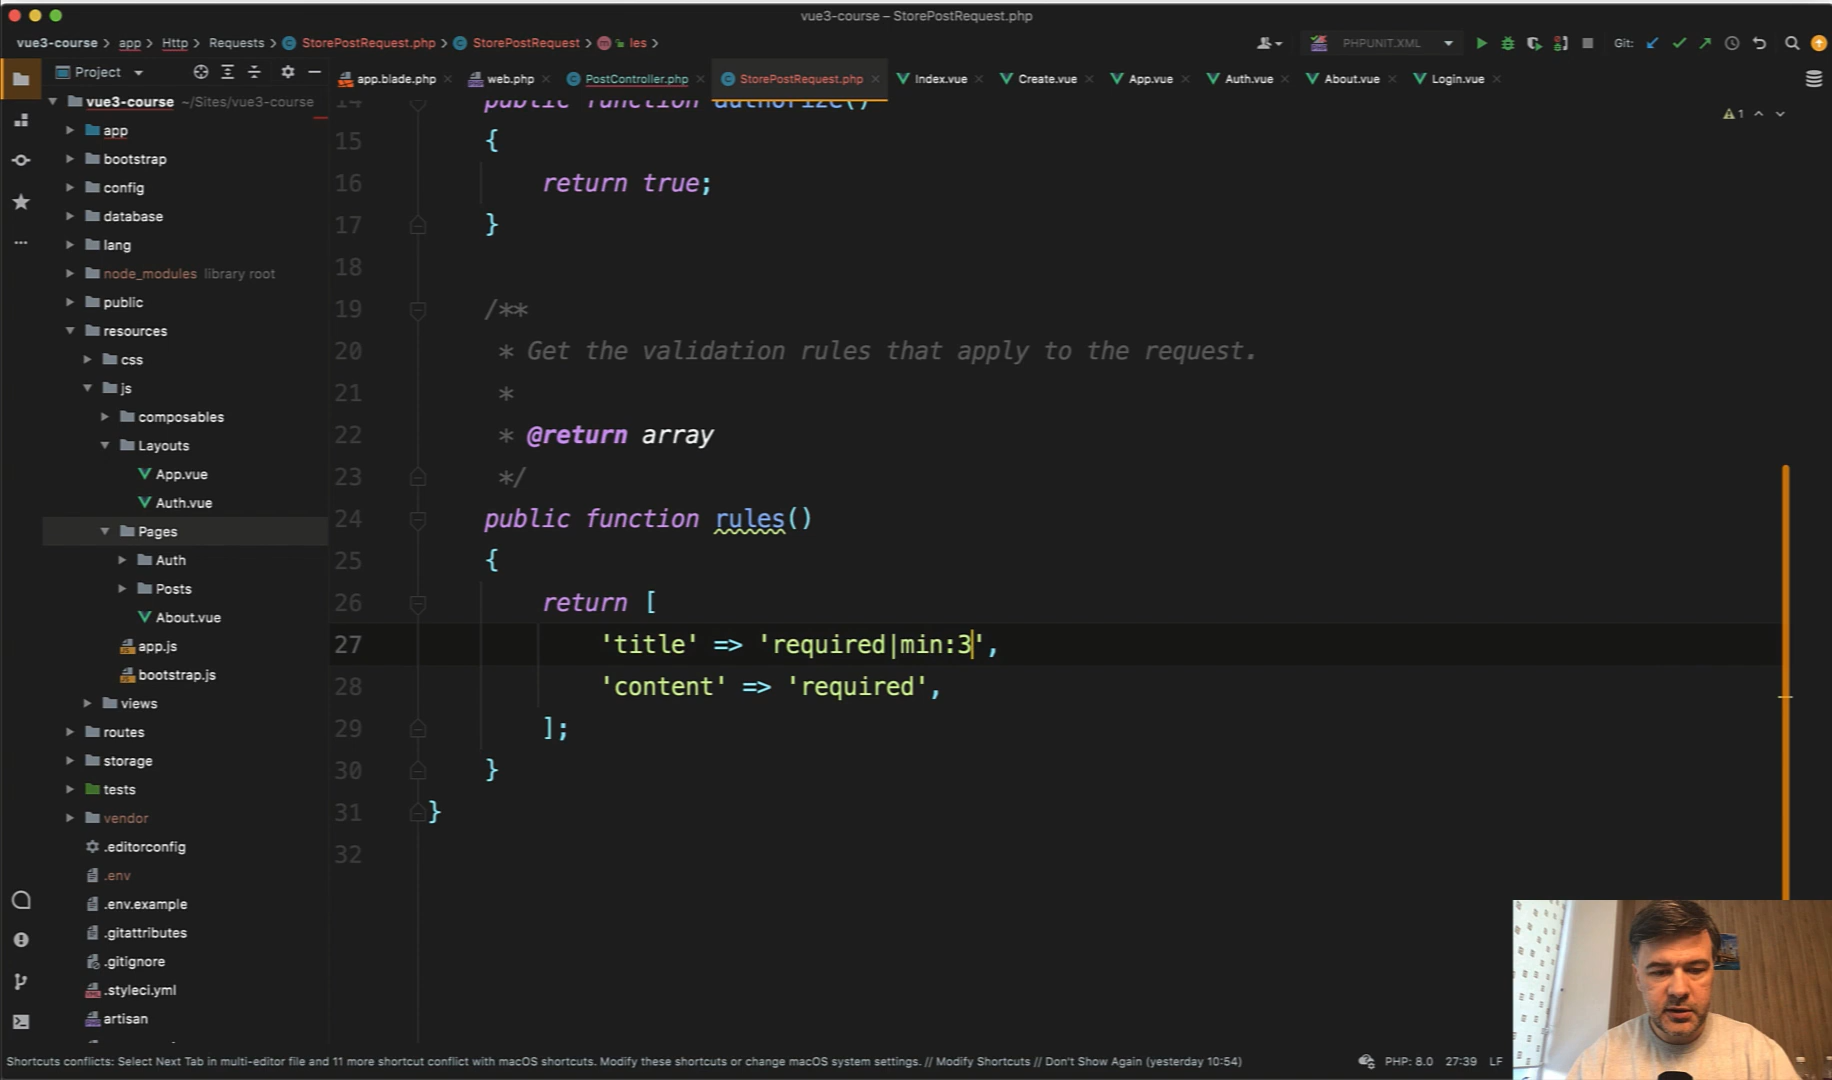 vue3-course – StorePostRequest.php
vue3-course > app > Http > Requests > StorePostRequest.php > StorePostRequest > les >
PHPUNIT.XML
Git:
Project
app.blade.php
web.php
PostController.php
StorePostRequest.php
Index.vue
Create.vue
App.vue
Auth.vue
About.vue
Login.vue
vue3-course ~/Sites/vue3-course
app
bootstrap
config
database
lang
node_modules library root
public
resources
css
js
composables
Layouts
App.vue
Auth.vue
Pages
Auth
Posts
About.vue
app.js
bootstrap.js
views
routes
storage
tests
vendor
.editorconfig
.env
.env.example
.gitattributes
.gitignore
.styleci.yml
artisan
1
14 public function authorize()
15 {
16 return true;
17 }
18
19 /**
20 * Get the validation rules that apply to the request.
21 *
22 * @return array
23 */
24 public function rules()
25 {
26 return [
27 'title' => 'required|min:3',
28 'content' => 'required',
29 ];
30 }
31 }
32
Shortcuts conflicts: Select Next Tab in multi-editor file and 11 more shortcut conflict with macOS shortcuts. Modify these shortcuts or change macOS system settings. // Modify Shortcuts // Don't Show Again (yesterday 10:54)
PHP: 8.0 27:39 LF